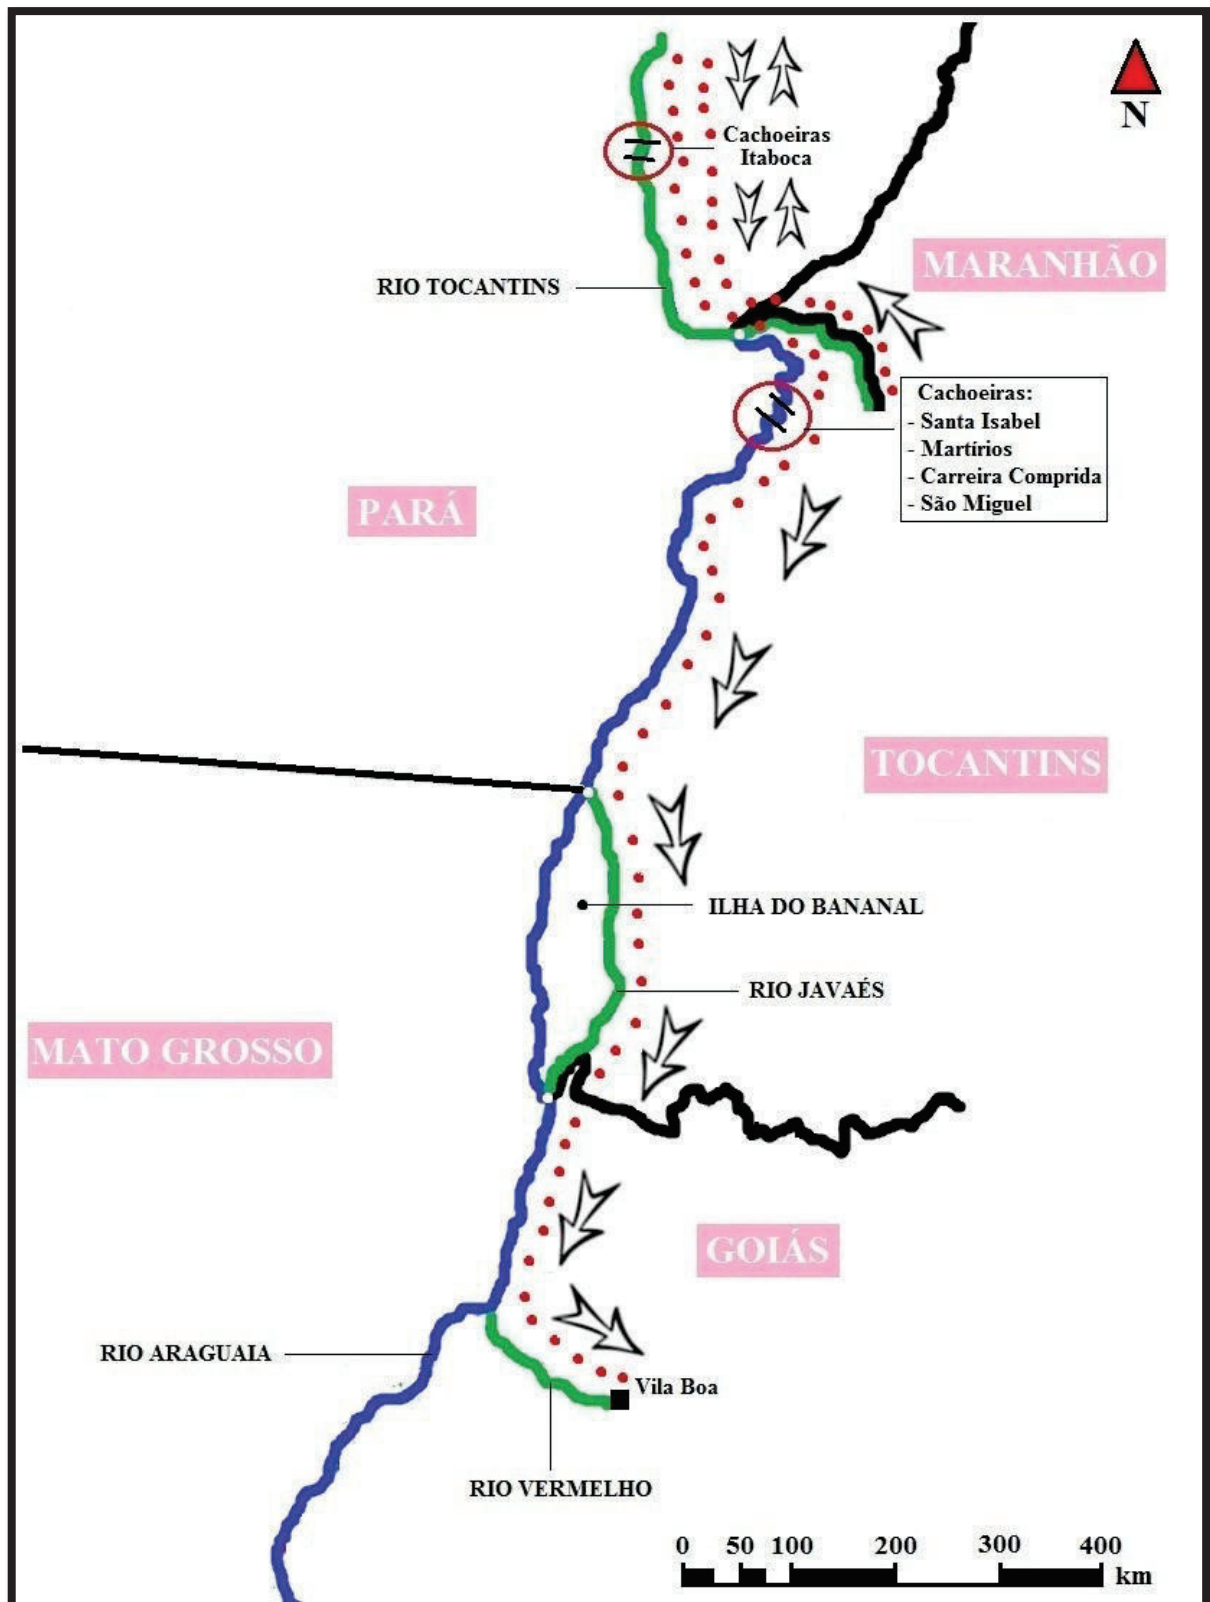 N
Cachoeiras
Itaboca
MARANHÃO
RIO TOCANTINS
Cachoeiras:
- Santa Isabel
- Martírios
- Carreira Comprida
- São Miguel
PARÁ
TOCANTINS
ILHA DO BANANAL
RIO JAVAÉS
MATO GROSSO
GOIÁS
RIO ARAGUAIA
Vila Boa
RIO VERMELHO
0 50 100 200 300 400
km